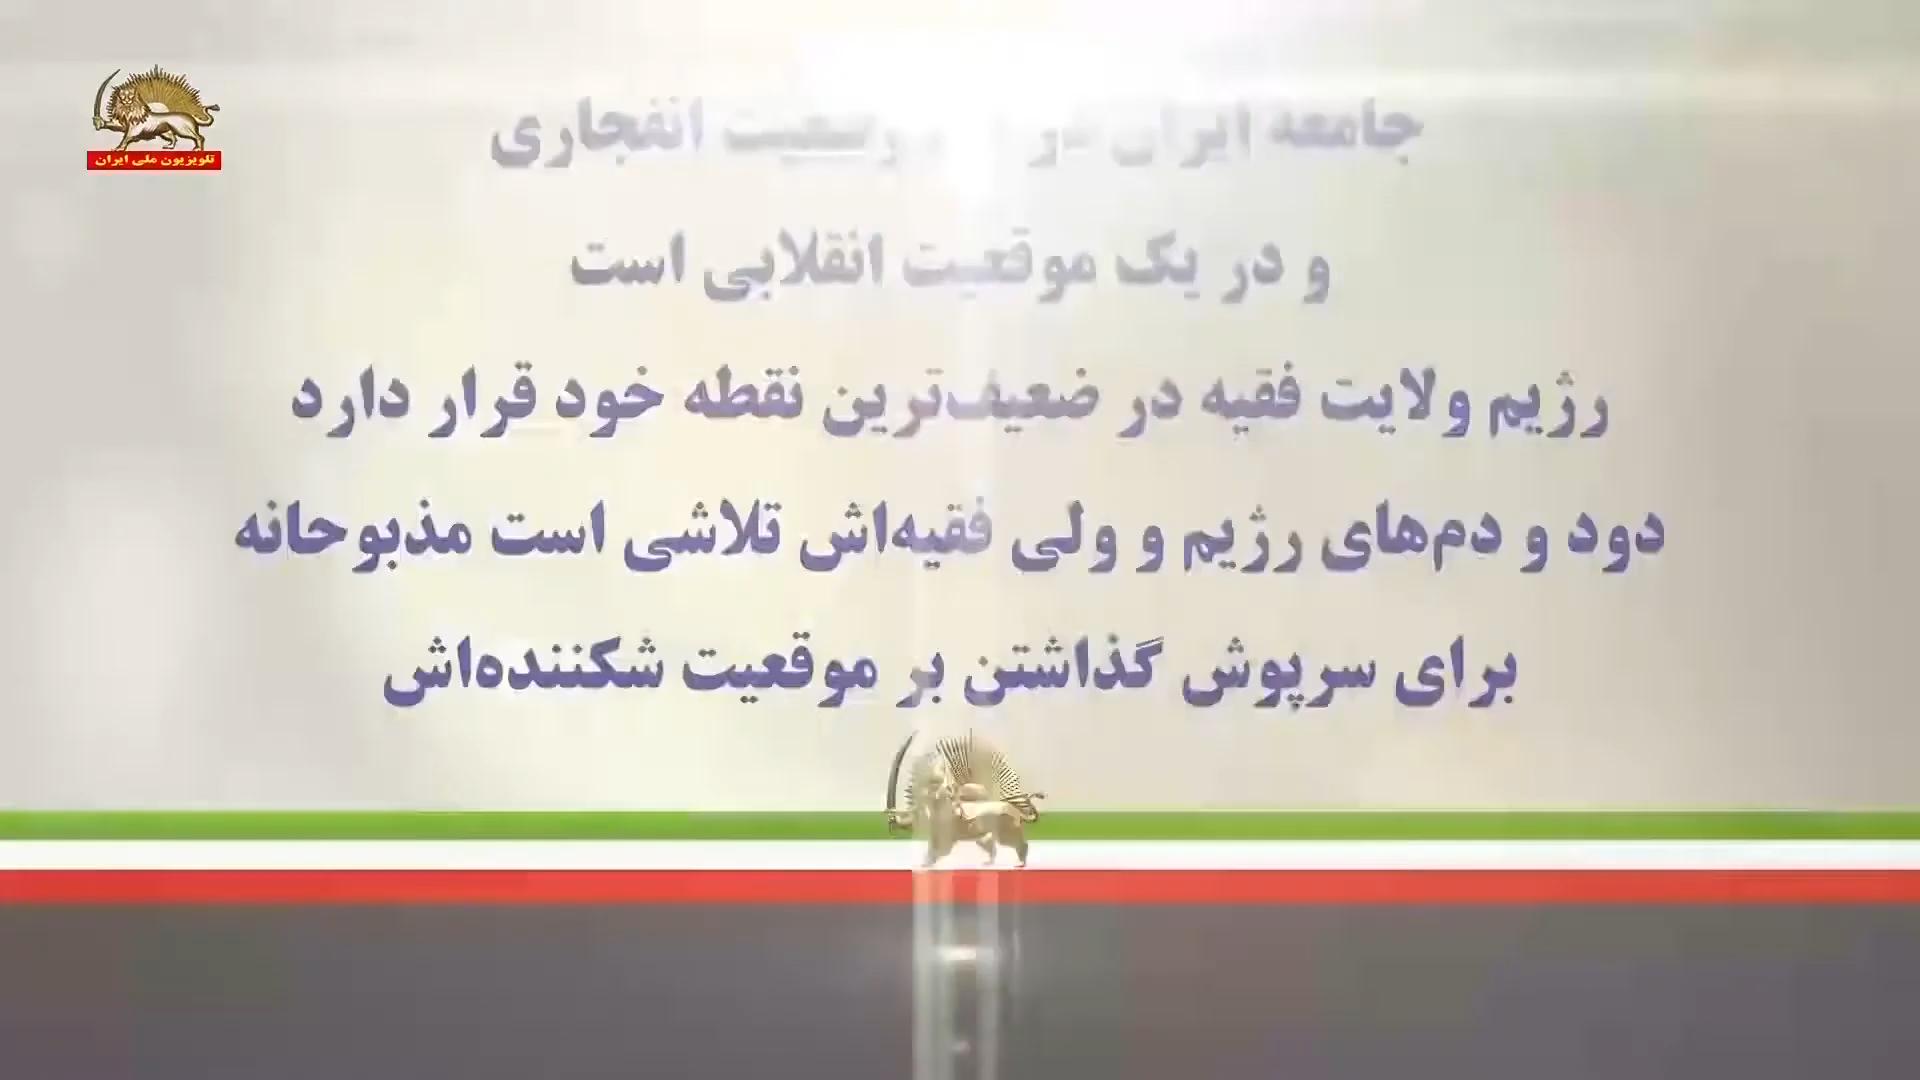 تلویزیون ملی ایران
جامعه ایران در وضعیت انفجاری
و در یک موقعیت انقلابی است
رژیم ولایت فقیه در ضعیف‌ترین نقطه خود قرار دارد
دود و دم‌های رژیم و ولی فقیه‌اش تلاشی است مذبوحانه
برای سرپوش گذاشتن بر موقعیت شکننده‌اش